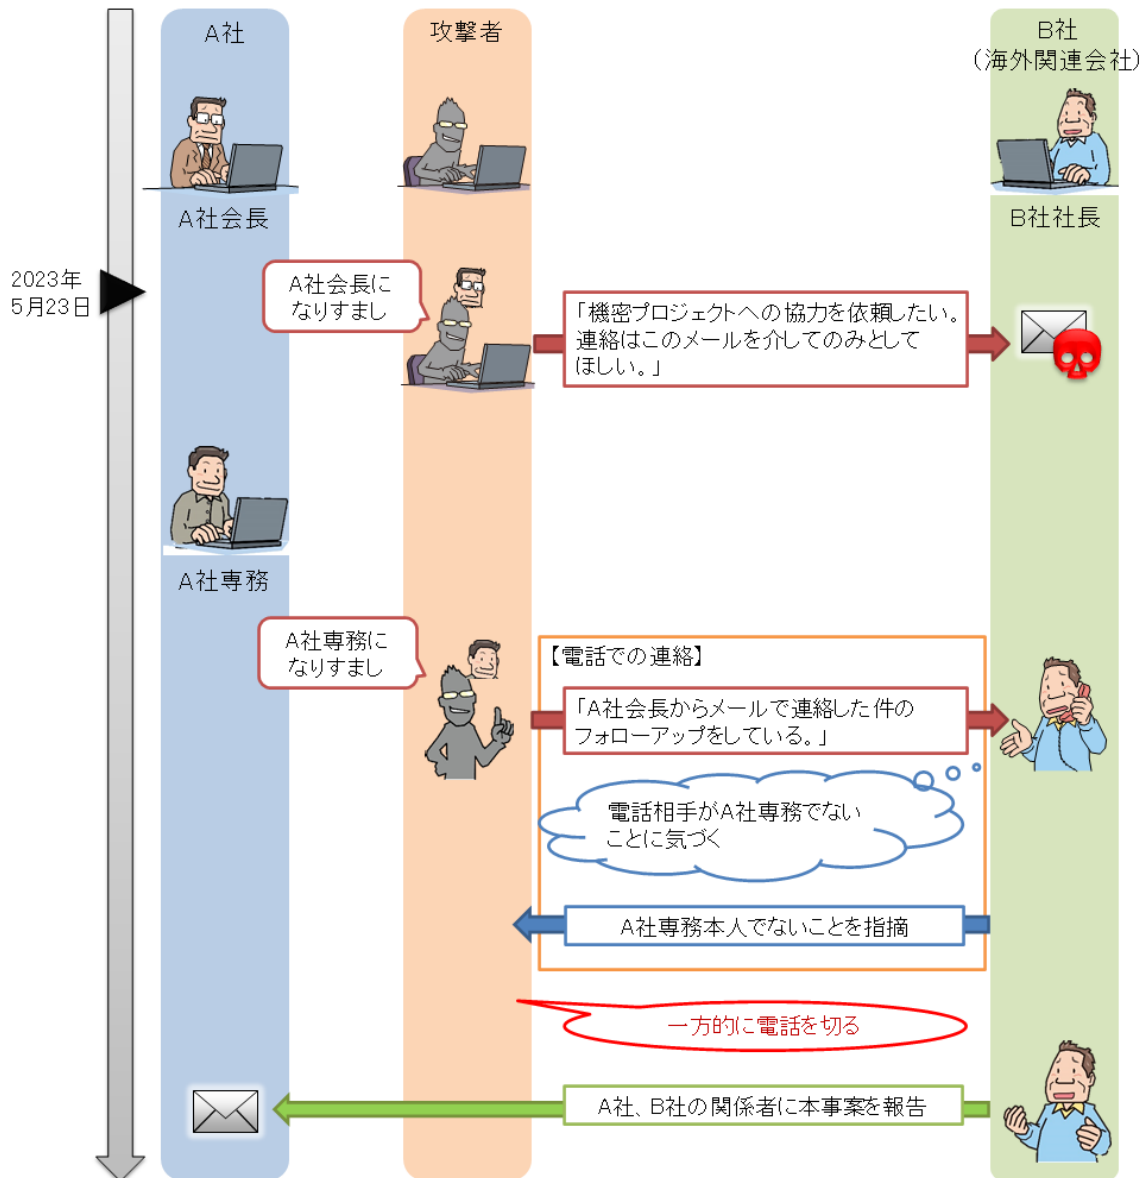 A社
攻撃者
B社
(海外関連会社)
A社会長
B社社長
2023年
5月23日
A社会長に
なりすまし
「機密プロジェクトへの協力を依頼したい。
連絡はこのメールを介してのみとして
ほしい。」
A社専務
A社専務に
なりすまし
【電話での連絡】
「A社会長からメールで連絡した件の
フォローアップをしている。」
電話相手がA社専務でない
ことに気づく
A社専務本人でないことを指摘
一方的に電話を切る
A社、B社の関係者に本事案を報告